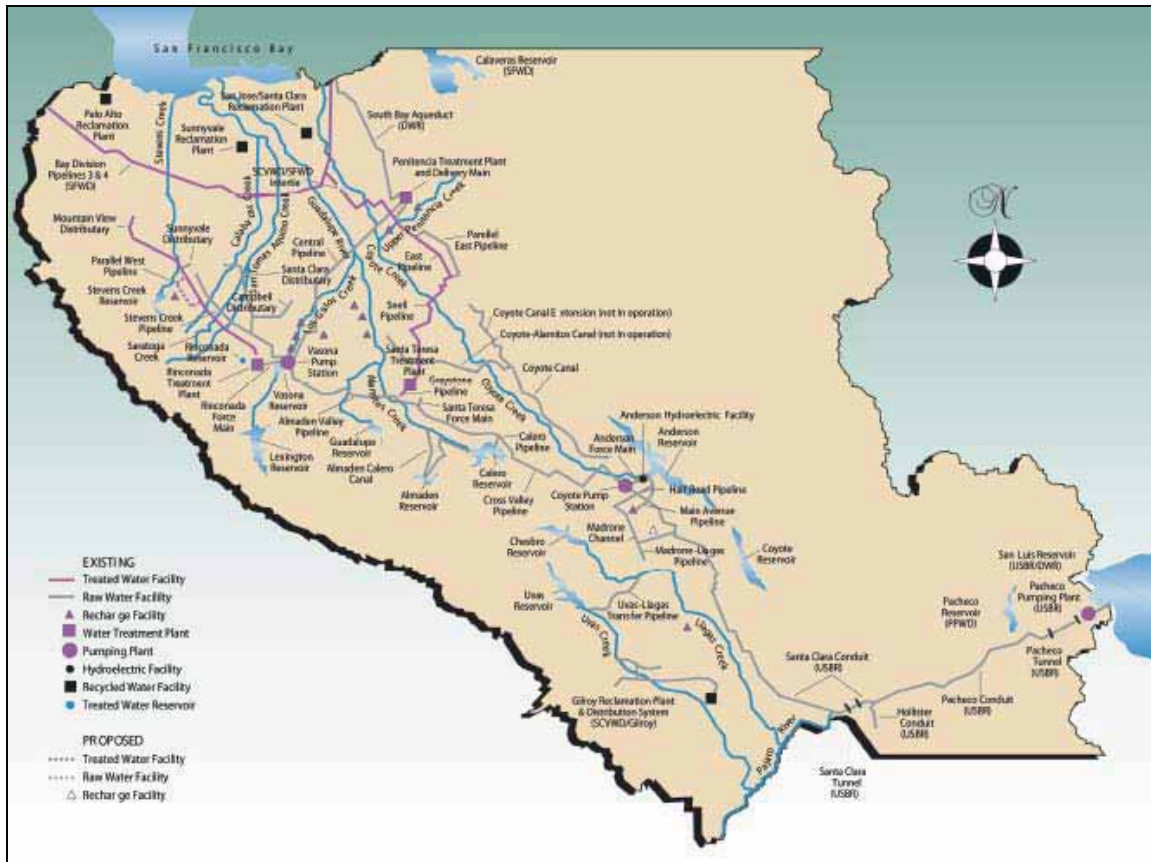 San Francisco Bay
Calaveras Reservoir
(SFWD)
San Jose/Santa Clara
Reclamation Plant
Palo Alto
Reclamation
Plant
Sunnyvale
Reclamation
Plant
Stevens Creek
South Bay Aqueduct
(DWR)
Penitencia Treatment Plant
and Delivery Main
Bay Division
Pipelines 3 & 4
(SFWD)
SCVWD/SFWD
Intertie
Mountain View
Distributary
Sunnyvale
Distributary
Calabazas Creek
San Tomas Aquino Creek
Guadalupe River
Upper Penitencia Creek
Central
Pipeline
Coyote Creek
East
Pipeline
Parallel
East Pipeline
N
Parallel West
Pipeline
Santa Clara
Distributary
Stevens Creek
Reservoir
Campbell
Distributary
Los Gatos Creek
Snell
Pipeline
Coyote Canal Extension (not in operation)
Stevens Creek
Pipeline
Coyote-Alamitos Canal (not in operation)
Saratoga
Creek
Rinconada
Reservoir
Vasona
Pump
Station
Santa Teresa
Treatment
Plant
Coyote Canal
Rinconada
Treatment
Plant
Graystone
Pipeline
Coyote Creek
Rinconada
Force
Main
Vasona
Reservoir
Alamitos Creek
Santa Teresa
Force Main
Anderson Hydroelectric Facility
Almaden Valley
Pipeline
Guadalupe
Reservoir
Calero
Pipeline
Anderson
Force Main
Anderson
Reservoir
Lexington
Reservoir
Almaden Calero
Canal
Almaden
Reservoir
Calero
Reservoir
Cross Valley
Pipeline
Coyote Pump
Station
Half Road Pipeline
Main Avenue
Pipeline
Madrone
Channel
Chesbro
Reservoir
Madrone-Llagas
Pipeline
Coyote
Reservoir
San Luis Reservoir
(USBR/DWR)
Pacheco
Pumping Plant
(USBR)
Uvas
Reservoir
Uvas-Llagas
Transfer Pipeline
Pacheco
Reservoir
(PPWD)
Uvas Creek
Llagas Creek
Pacheco
Tunnel
(USBR)
Santa Clara Conduit
(USBR)
Gilroy Reclamation Plant
& Distribution System
(SCVWD/Gilroy)
Pacheco Conduit
(USBR)
Hollister
Conduit
(USBR)
Pajaro River
Santa Clara
Tunnel
(USBR)
EXISTING
Treated Water Facility
Raw Water Facility
Rechar ge Facility
Water Treatment Plant
Pumping Plant
Hydroelectric Facility
Recycled Water Facility
Treated Water Reservoir
PROPOSED
Treated Water Facility
Raw Water Facility
Rechar ge Facility